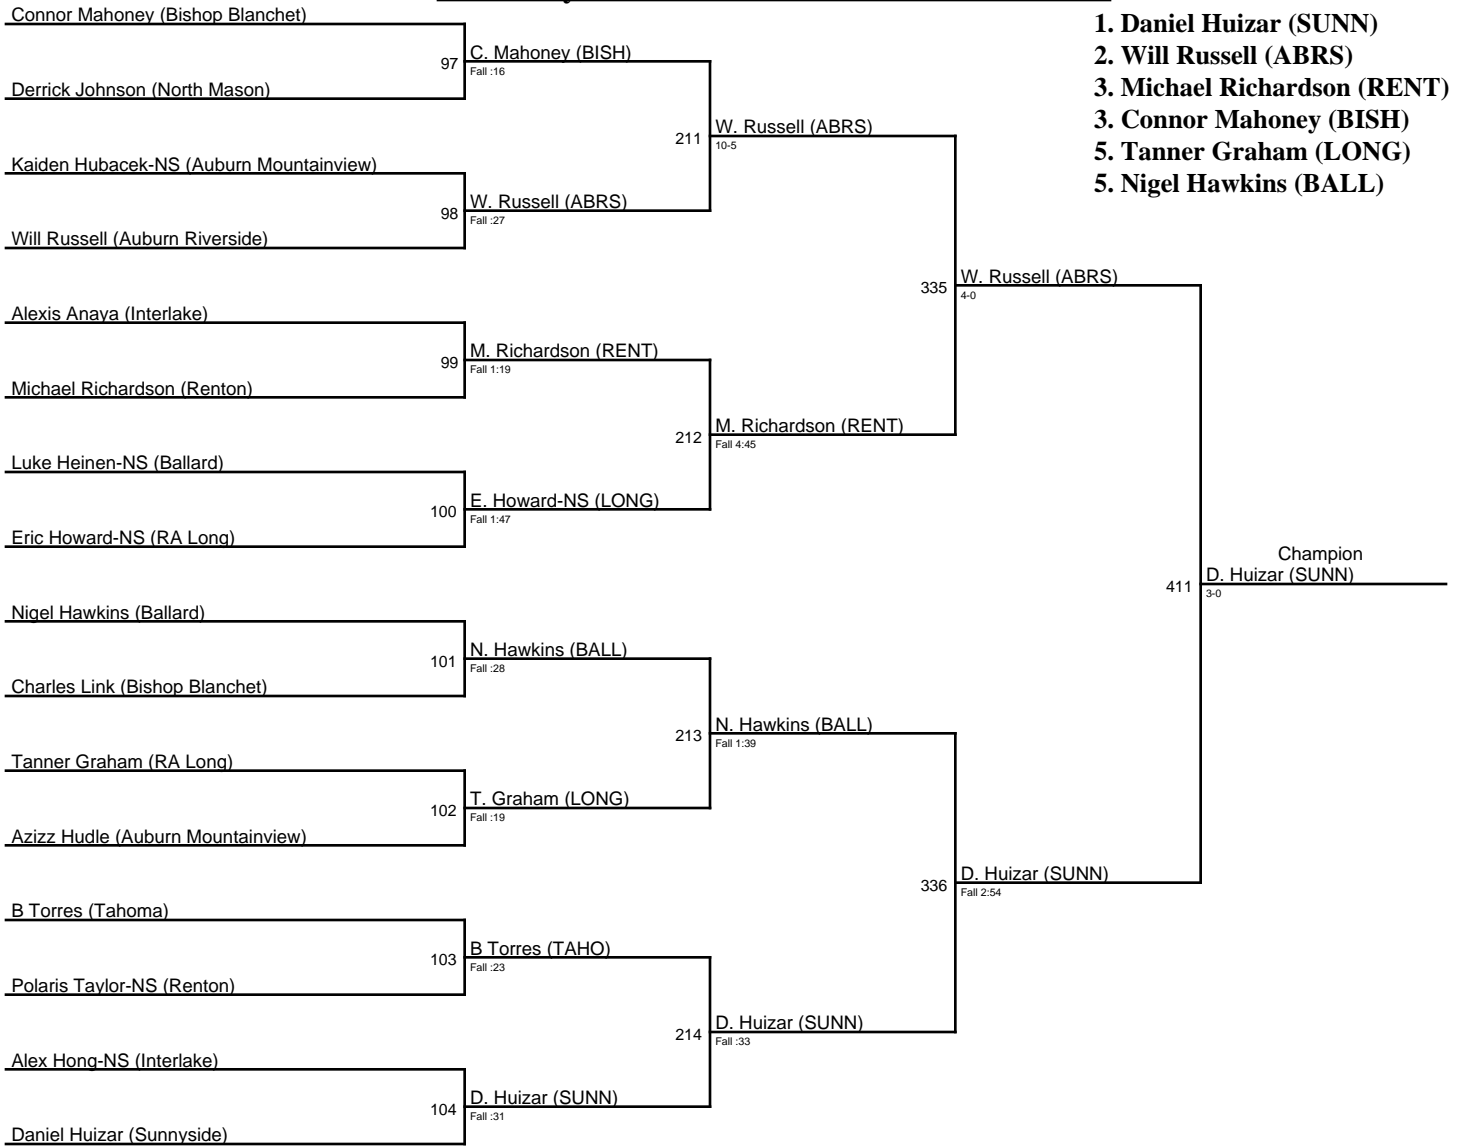 Connor Mahoney (Bishop Blanchet)
97
C. Mahoney (BISH)
Fall :16
Derrick Johnson (North Mason)
211
W. Russell (ABRS)
10-5
Kaiden Hubacek-NS (Auburn Mountainview)
98
W. Russell (ABRS)
Fall :27
Will Russell (Auburn Riverside)
335
W. Russell (ABRS)
4-0
Alexis Anaya (Interlake)
99
M. Richardson (RENT)
Fall 1:19
Michael Richardson (Renton)
212
M. Richardson (RENT)
Fall 4:45
Luke Heinen-NS (Ballard)
100
E. Howard-NS (LONG)
Fall 1:47
Eric Howard-NS (RA Long)
Champion
411
D. Huizar (SUNN)
3-0
Nigel Hawkins (Ballard)
101
N. Hawkins (BALL)
Fall :28
Charles Link (Bishop Blanchet)
213
N. Hawkins (BALL)
Fall 1:39
Tanner Graham (RA Long)
102
T. Graham (LONG)
Fall :19
Azizz Hudle (Auburn Mountainview)
336
D. Huizar (SUNN)
Fall 2:54
B Torres (Tahoma)
103
B Torres (TAHO)
Fall :23
Polaris Taylor-NS (Renton)
214
D. Huizar (SUNN)
Fall :33
Alex Hong-NS (Interlake)
104
D. Huizar (SUNN)
Fall :31
Daniel Huizar (Sunnyside)
1. Daniel Huizar (SUNN)
2. Will Russell (ABRS)
3. Michael Richardson (RENT)
3. Connor Mahoney (BISH)
5. Tanner Graham (LONG)
5. Nigel Hawkins (BALL)